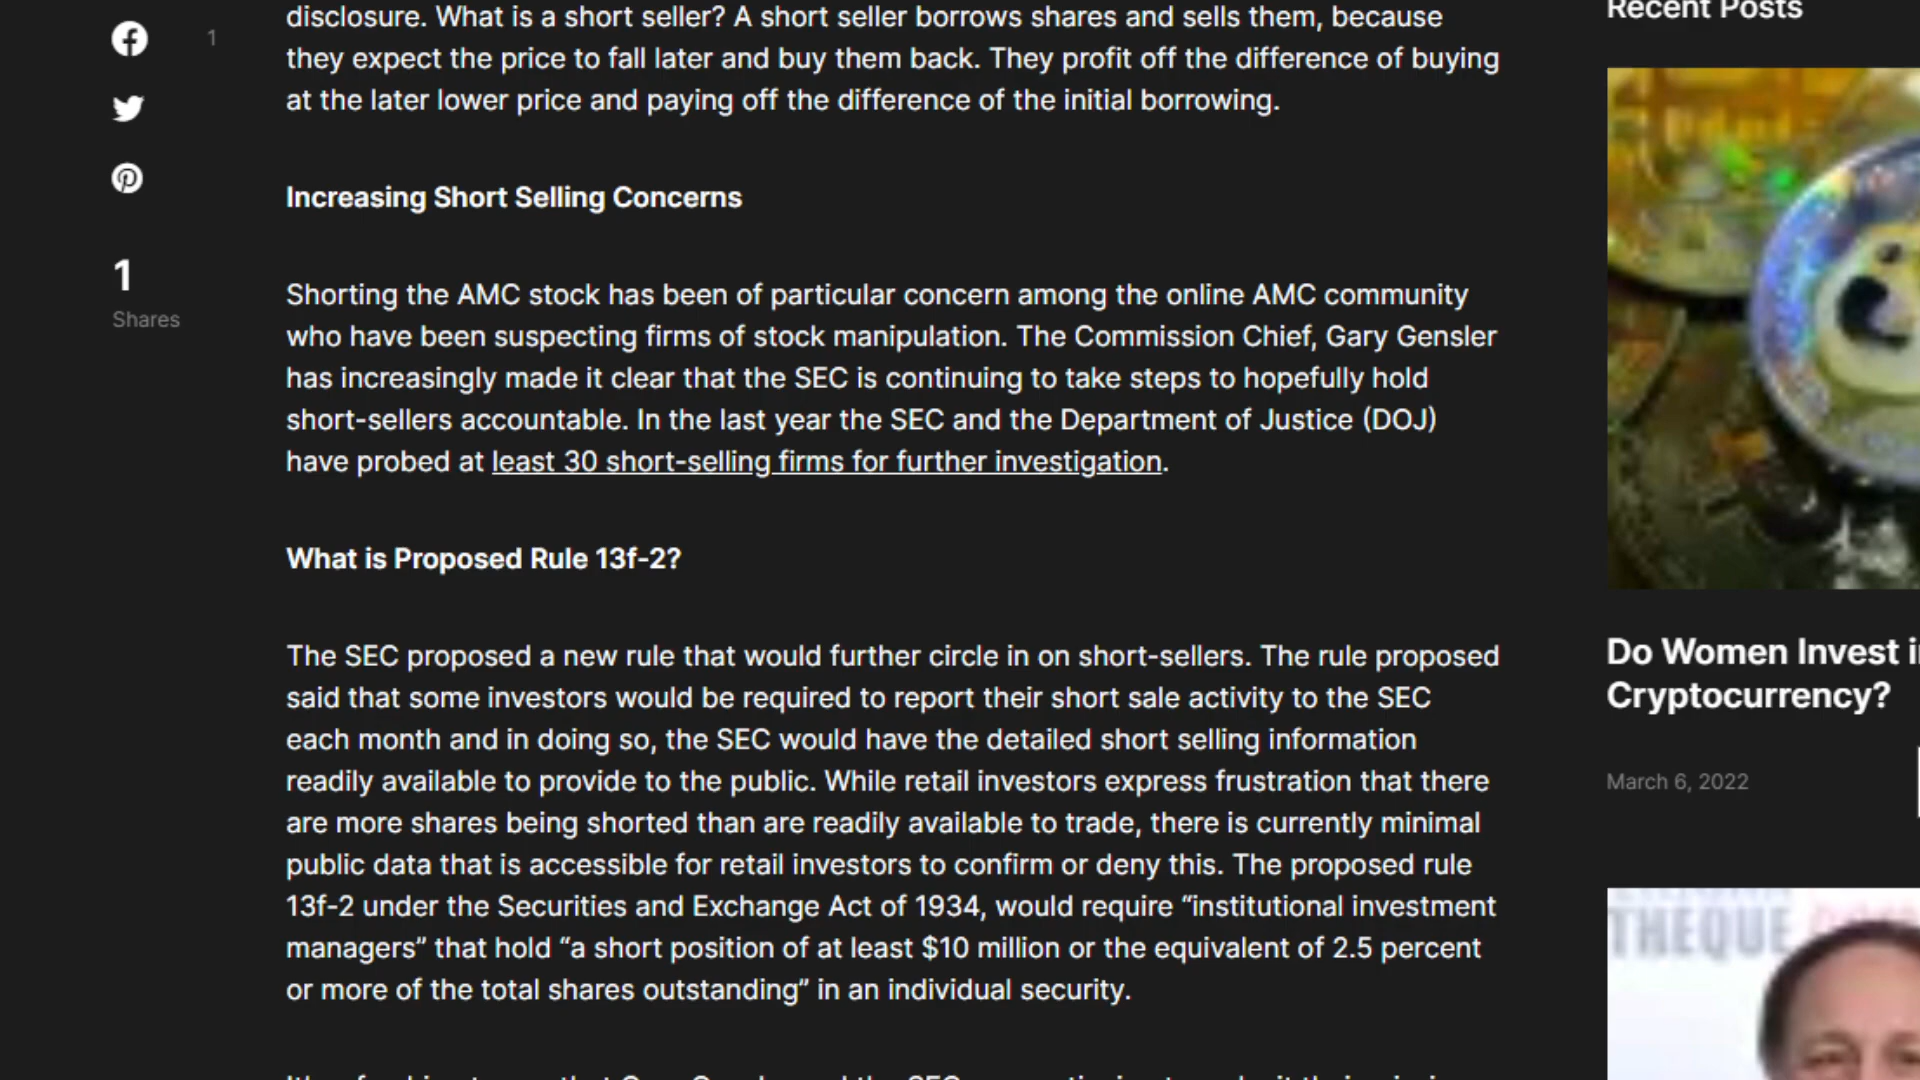 disclosure. What is a short seller? A short seller borrows shares and sells them, because
they expect the price to fall later and buy them back. They profit off the difference of buying
at the later lower price and paying off the difference of the initial borrowing.
Increasing Short Selling Concerns
Shorting the AMC stock has been of particular concern among the online AMC community
who have been suspecting firms of stock manipulation. The Commission Chief, Gary Gensler
has increasingly made it clear that the SEC is continuing to take steps to hopefully hold
short-sellers accountable. In the last year the SEC and the Department of Justice (DOJ)
have probed at least 30 short-selling firms for further investigation.
What is Proposed Rule 13f-2?
The SEC proposed a new rule that would further circle in on short-sellers. The rule proposed
said that some investors would be required to report their short sale activity to the SEC
each month and in doing so, the SEC would have the detailed short selling information
readily available to provide to the public. While retail investors express frustration that there
are more shares being shorted than are readily available to trade, there is currently minimal
public data that is accessible for retail investors to confirm or deny this. The proposed rule
13f-2 under the Securities and Exchange Act of 1934, would require “institutional investment
managers” that hold “a short position of at least $10 million or the equivalent of 2.5 percent
or more of the total shares outstanding” in an individual security.
1
1
Shares
Recent Posts
Do Women Invest i
Cryptocurrency?
March 6, 2022
THEQUE